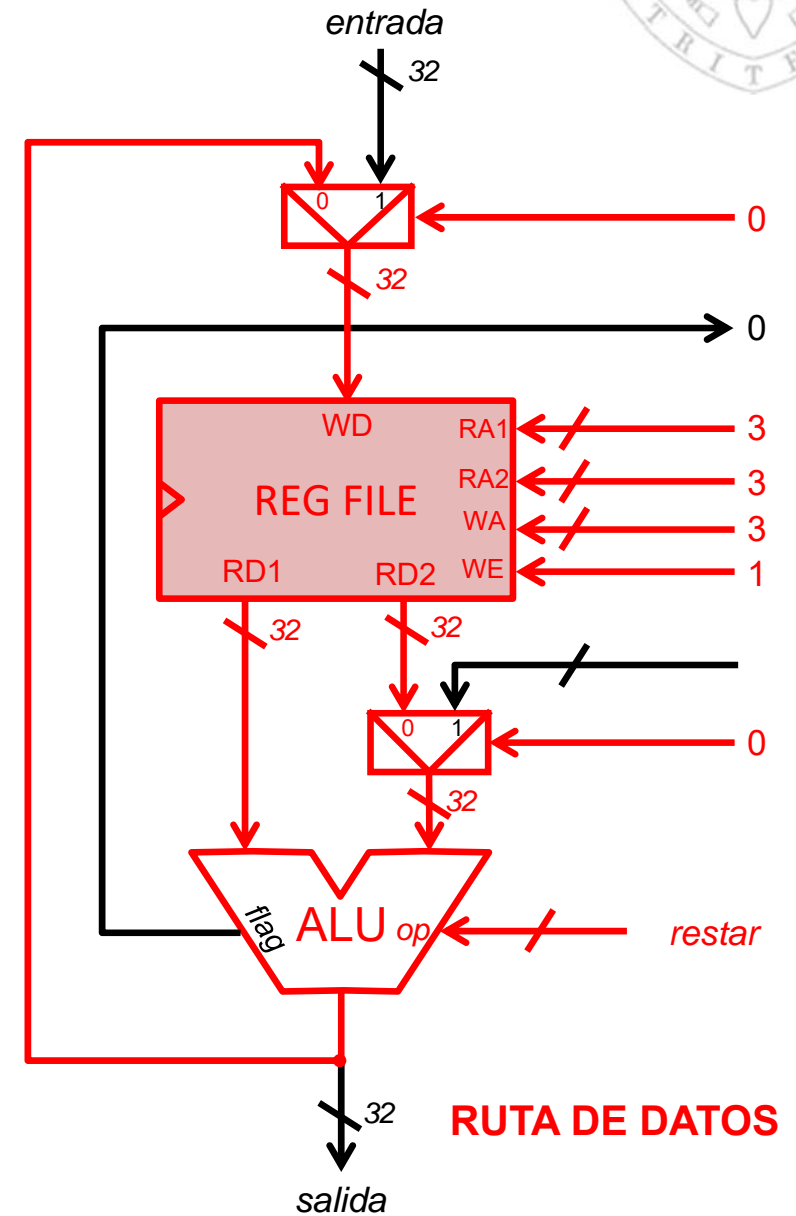 entrada
TRITE
32
0 1
0
32
0
WD
RA1
3
REG FILE
RA2
3
WA
3
RD1
RD2
WE
1
32
32
0 1
0
32
flag
ALU op
restar
32
RUTA DE DATOS
salida